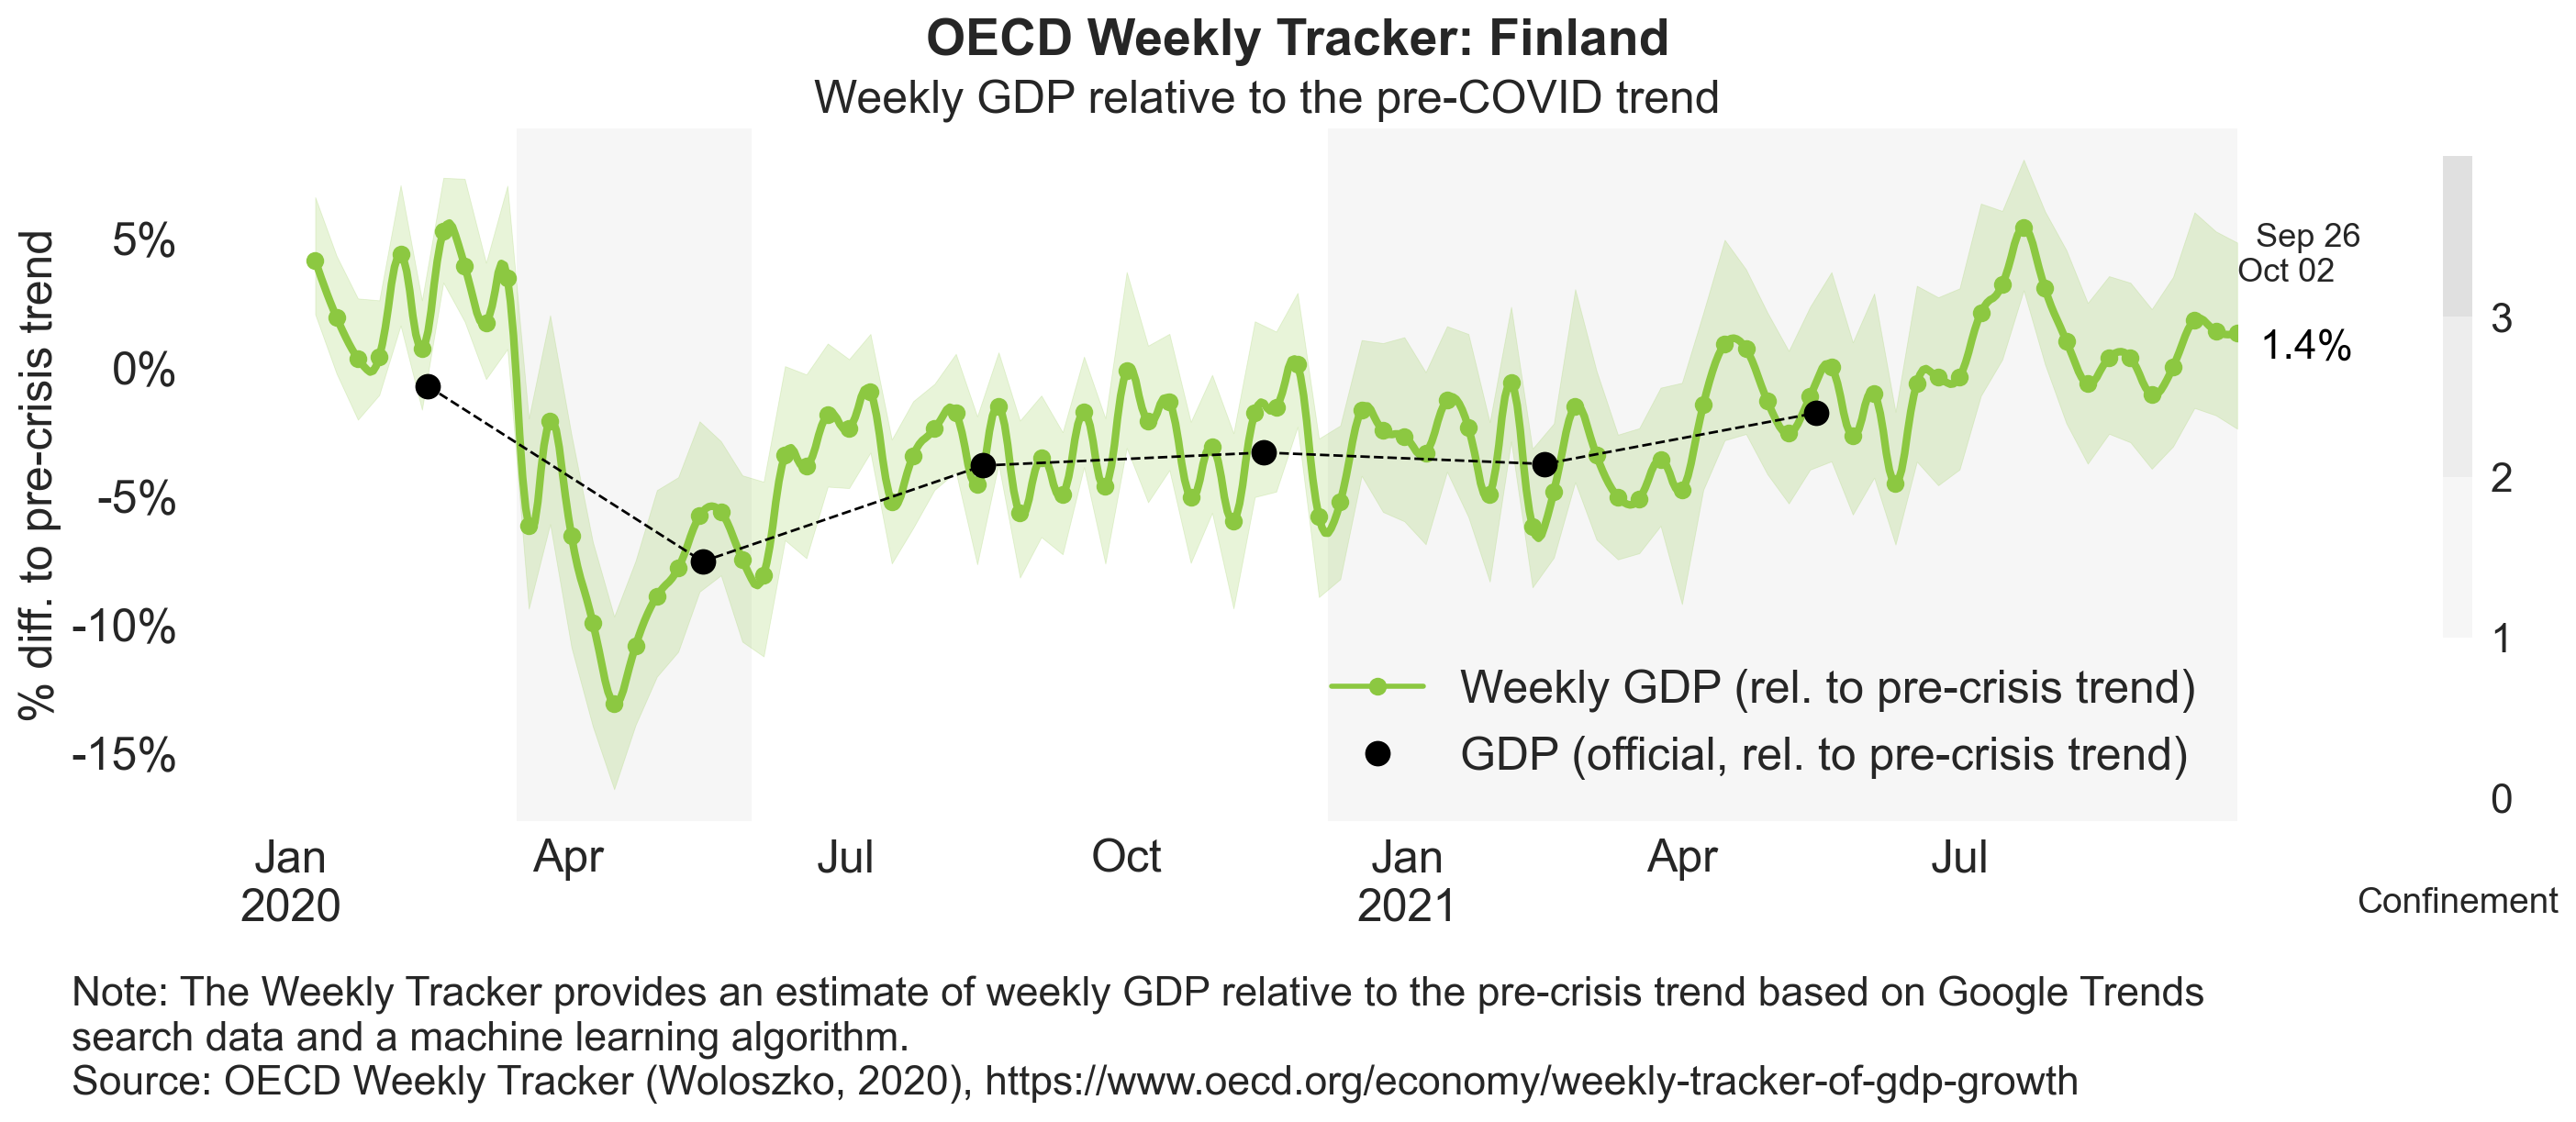 OECD Weekly Tracker: Finland
Weekly GDP relative to the pre-COVID trend
% diff. to pre-crisis trend
5%
0%
-5%
-10%
-15%
Sep 26
Oct 02
1.4%
3
2
1
0
Confinement
Weekly GDP (rel. to pre-crisis trend)
GDP (official, rel. to pre-crisis trend)
Jan Apr Jul Oct Jan Apr Jul
2020 2021
Note: The Weekly Tracker provides an estimate of weekly GDP relative to the pre-crisis trend based on Google Trends
search data and a machine learning algorithm.
Source: OECD Weekly Tracker (Woloszko, 2020), https://www.oecd.org/economy/weekly-tracker-of-gdp-growth